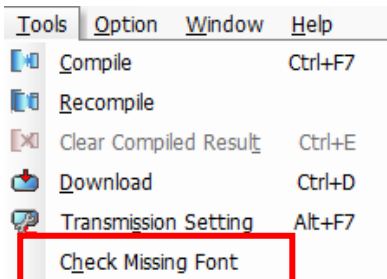 Tools Option Window Help
Compile Ctrl+F7
Recompile
Clear Compiled Result Ctrl+E
Download Ctrl+D
Transmission Setting Alt+F7
Check Missing Font